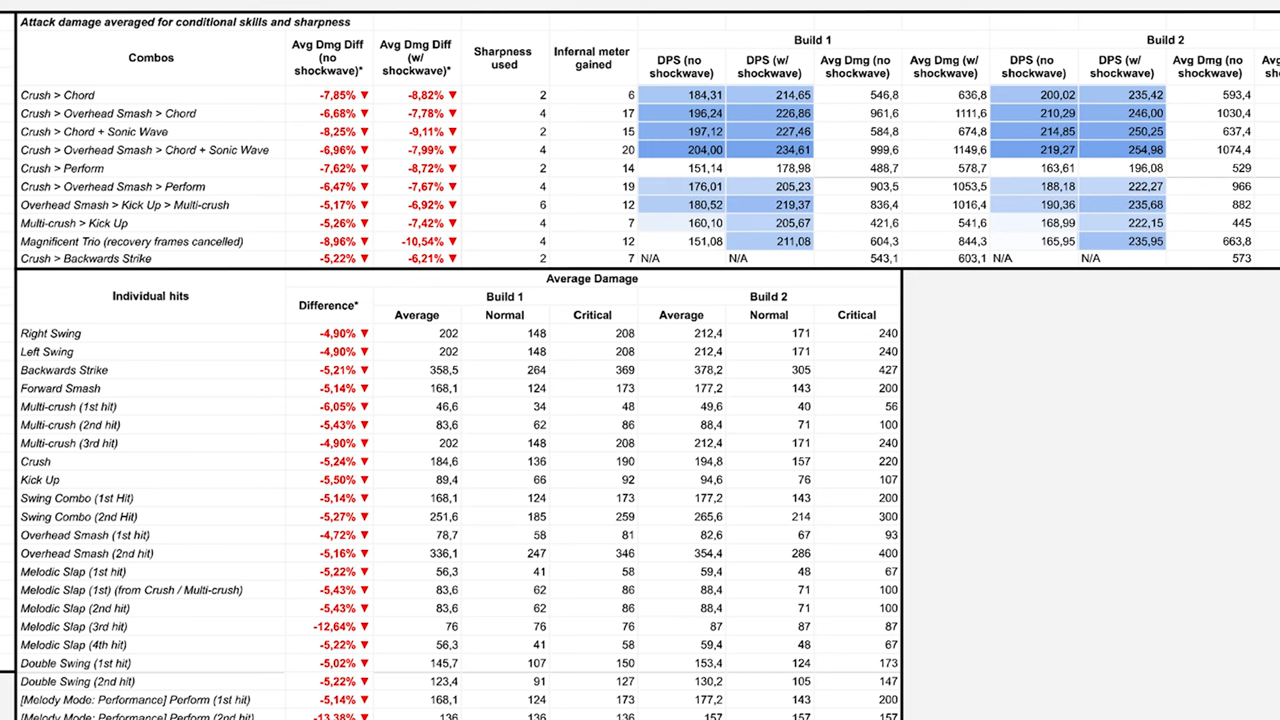 Attack damage averaged for conditional skills and sharpness
Combos Avg Dmg Diff (no shockwave)* Avg Dmg Diff (w/ shockwave)* Sharpness used Infernal meter gained Build 1 Build 2
DPS (no shockwave) DPS (w/ shockwave) Avg Dmg (no shockwave) Avg Dmg (w/ shockwave) DPS (no shockwave) DPS (w/ shockwave) Avg Dmg (no shockwave)
Crush > Chord -7,85% ▼ -8,82% ▼ 2 6 184,31 214,65 546,8 636,8 200,02 235,42 593,4
Crush > Overhead Smash > Chord -6,68% ▼ -7,78% ▼ 4 17 196,24 226,86 961,6 1111,6 210,29 246,00 1030,4
Crush > Chord + Sonic Wave -8,25% ▼ -9,11% ▼ 2 15 197,12 227,46 584,8 674,8 214,85 250,25 637,4
Crush > Overhead Smash > Chord + Sonic Wave -6,96% ▼ -7,99% ▼ 4 20 204,00 234,61 999,6 1149,6 219,27 254,98 1074,4
Crush > Perform -7,62% ▼ -8,72% ▼ 2 14 151,14 178,98 488,7 578,7 163,61 196,08 529
Crush > Overhead Smash > Perform -6,47% ▼ -7,67% ▼ 4 19 176,01 205,23 903,5 1053,5 188,18 222,27 966
Overhead Smash > Kick Up > Multi-crush -5,17% ▼ -6,92% ▼ 6 12 180,52 219,37 836,4 1016,4 190,36 235,68 882
Multi-crush > Kick Up -5,26% ▼ -7,42% ▼ 4 7 160,10 205,67 421,6 541,6 168,99 222,15 445
Magnificent Trio (recovery frames cancelled) -8,96% ▼ -10,54% ▼ 4 12 151,08 211,08 604,3 844,3 165,95 235,95 663,8
Crush > Backwards Strike -5,22% ▼ -6,21% ▼ 2 7 N/A N/A 543,1 603,1 N/A N/A 573
Average Damage
Individual hits Difference* Build 1 Build 2
Average Normal Critical Average Normal Critical
Right Swing -4,90% ▼ 202 148 208 212,4 171 240
Left Swing -4,90% ▼ 202 148 208 212,4 171 240
Backwards Strike -5,21% ▼ 358,5 264 369 378,2 305 427
Forward Smash -5,14% ▼ 168,1 124 173 177,2 143 200
Multi-crush (1st hit) -6,05% ▼ 46,6 34 48 49,6 40 56
Multi-crush (2nd hit) -5,43% ▼ 83,6 62 86 88,4 71 100
Multi-crush (3rd hit) -4,90% ▼ 202 148 208 212,4 171 240
Crush -5,24% ▼ 184,6 136 190 194,8 157 220
Kick Up -5,50% ▼ 89,4 66 92 94,6 76 107
Swing Combo (1st Hit) -5,14% ▼ 168,1 124 173 177,2 143 200
Swing Combo (2nd Hit) -5,27% ▼ 251,6 185 259 265,6 214 300
Overhead Smash (1st hit) -4,72% ▼ 78,7 58 81 82,6 67 93
Overhead Smash (2nd hit) -5,16% ▼ 336,1 247 346 354,4 286 400
Melodic Slap (1st hit) -5,22% ▼ 56,3 41 58 59,4 48 67
Melodic Slap (1st) (from Crush / Multi-crush) -5,43% ▼ 83,6 62 86 88,4 71 100
Melodic Slap (2nd hit) -5,43% ▼ 83,6 62 86 88,4 71 100
Melodic Slap (3rd hit) -12,64% ▼ 76 76 76 87 87 87
Melodic Slap (4th hit) -5,22% ▼ 56,3 41 58 59,4 48 67
Double Swing (1st hit) -5,02% ▼ 145,7 107 150 153,4 124 173
Double Swing (2nd hit) -5,22% ▼ 123,4 91 127 130,2 105 147
[Melody Mode: Performance] Perform (1st hit) -5,14% ▼ 168,1 124 173 177,2 143 200
[Melody Mode: Performance] Perform (2nd hit) -13,38% ▼ 136 136 136 157 157 157